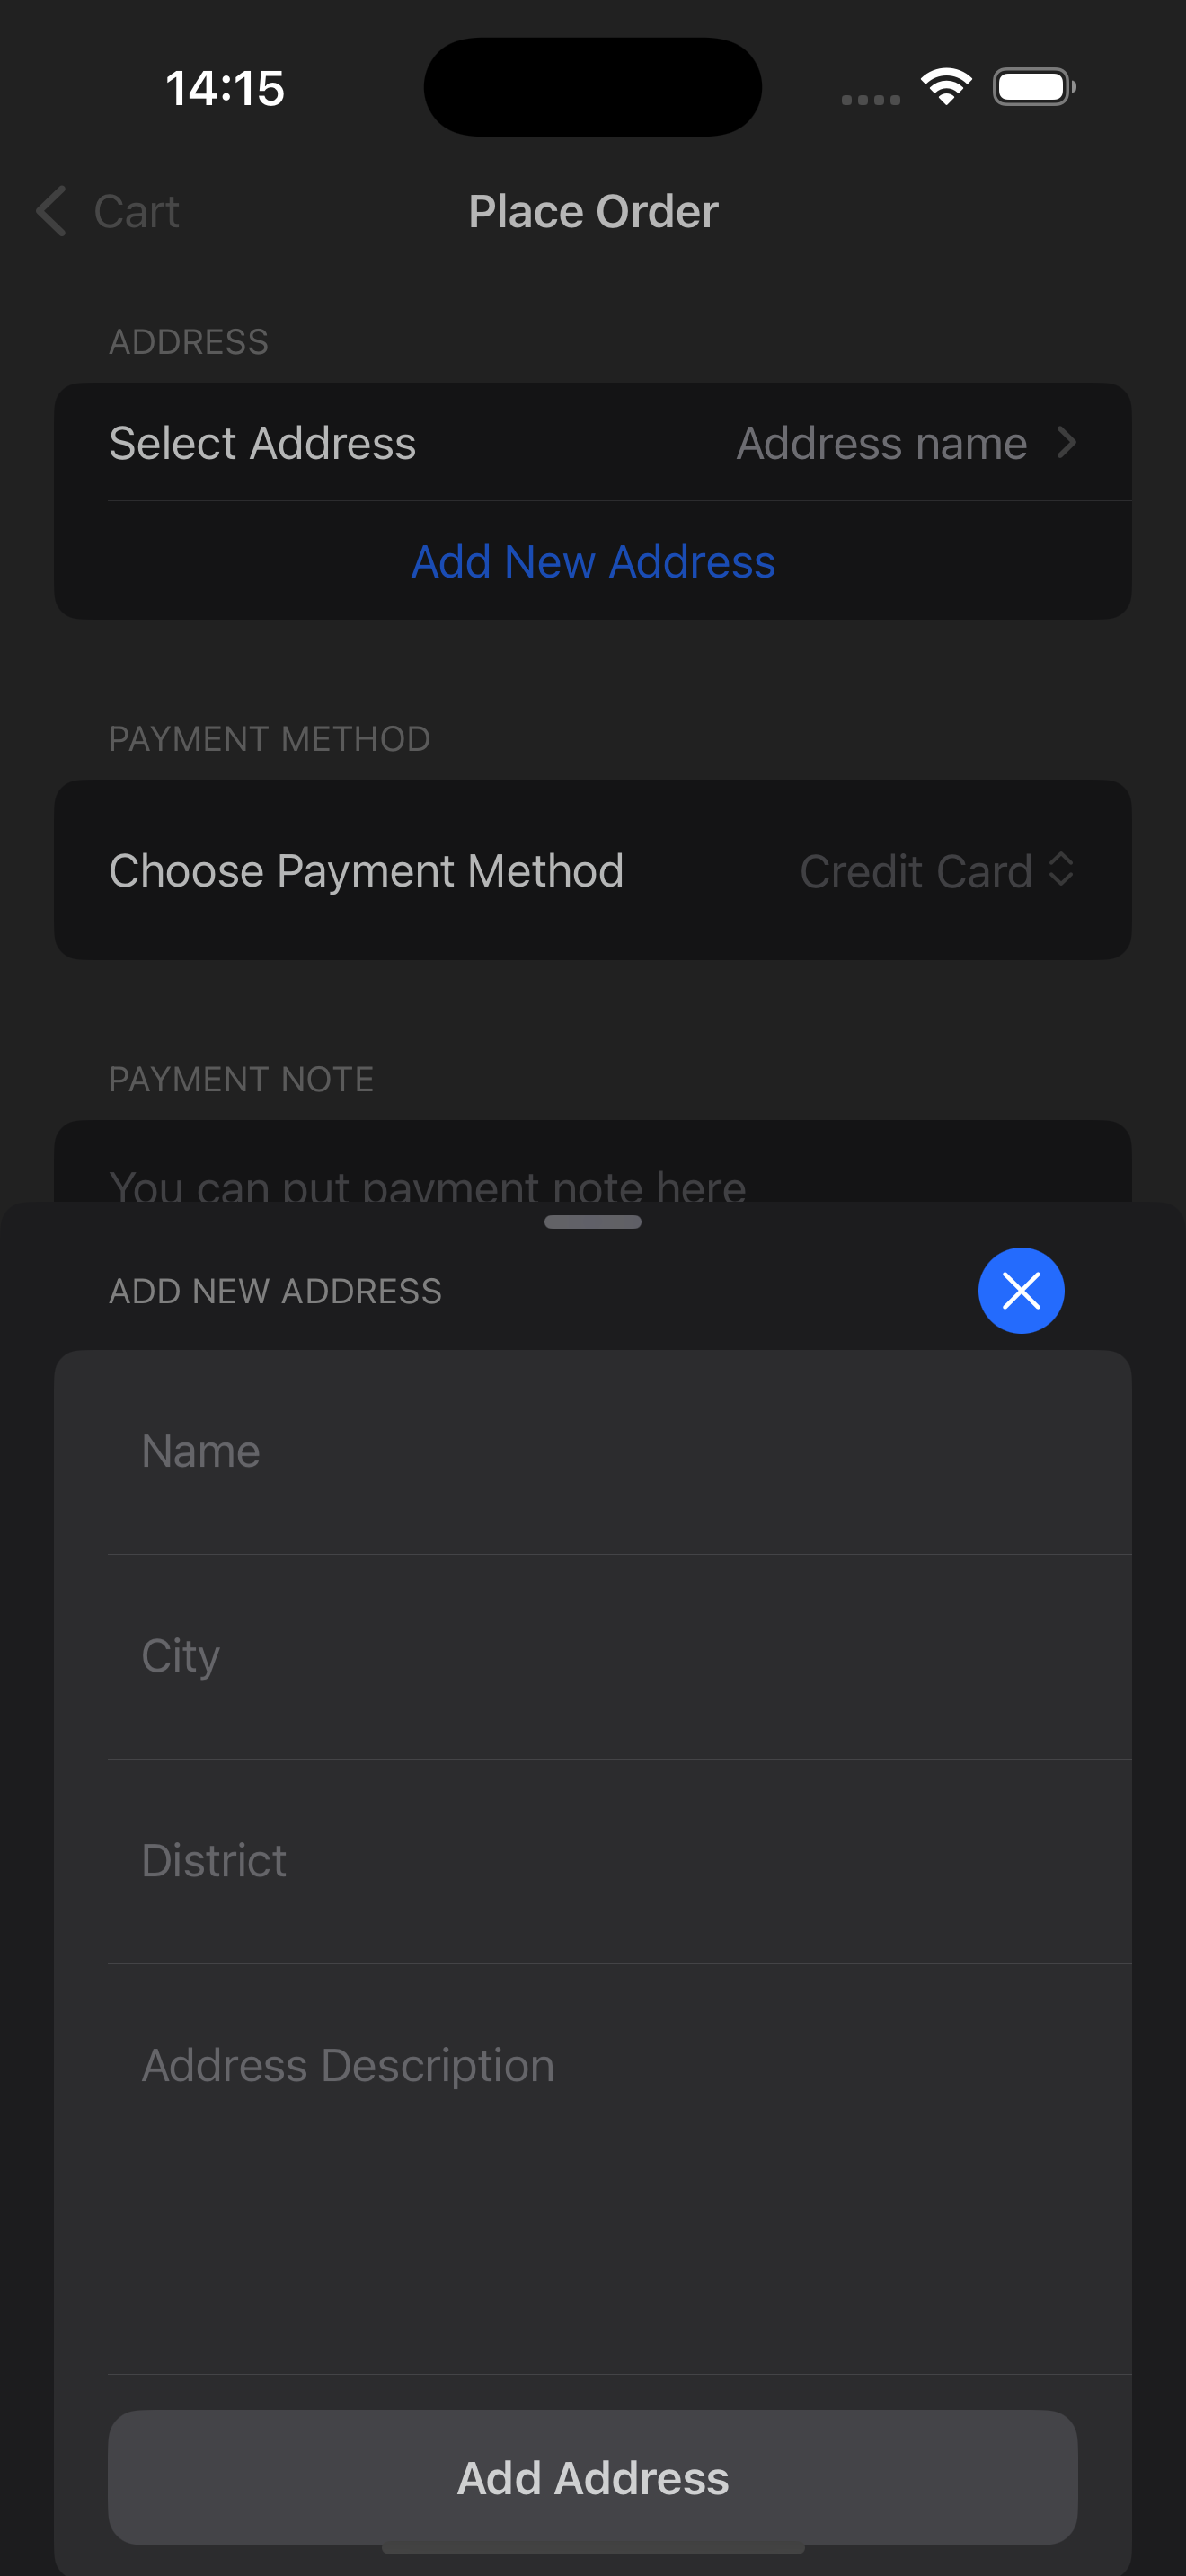 14:15
Cart
Place Order
ADDRESS
Select Address
Address name
Add New Address
PAYMENT METHOD
Choose Payment Method
Credit Card
PAYMENT NOTE
You can put payment note here
ADD NEW ADDRESS
Name
City
District
Address Description
Add Address